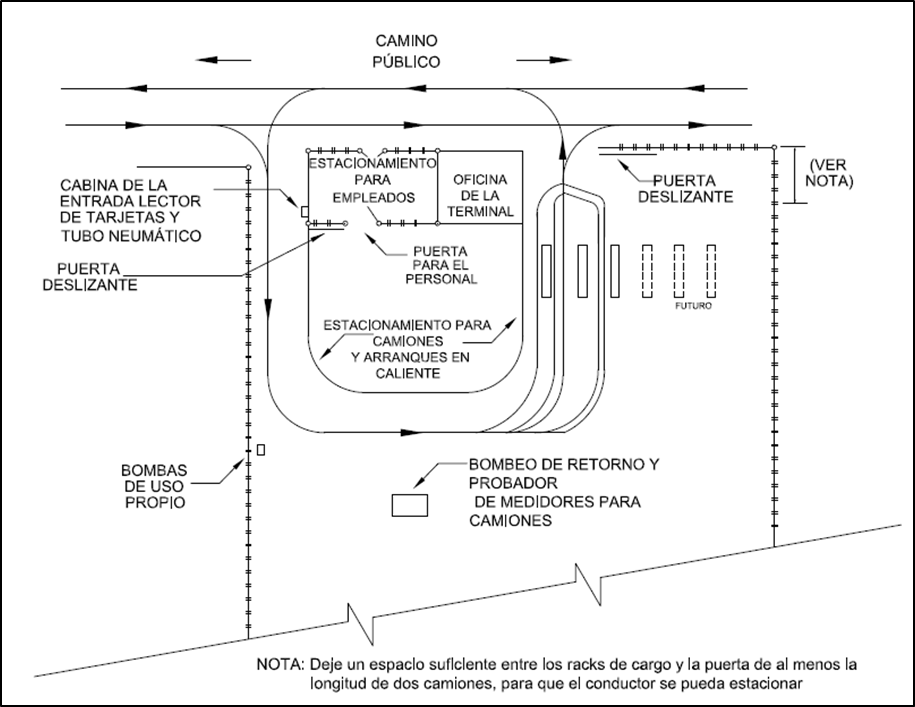 CAMINO
PÚBLICO
ESTACIONAMIENTO
PARA
EMPLEADOS
OFICINA
DE LA
TERMINAL
PUERTA
DESLIZANTE
(VER
NOTA)
CABINA DE LA
ENTRADA LECTOR
DE TARJETAS Y
TUBO NEUMÁTICO
PUERTA
DESLIZANTE
PUERTA
PARA EL
PERSONAL
FUTURO
ESTACIONAMIENTO PARA
CAMIONES
Y ARRANQUES EN
CALIENTE
BOMBAS
DE USO
PROPIO
BOMBEO DE RETORNO Y
PROBADOR
DE MEDIDORES PARA
CAMIONES
NOTA: Deje un espacio suficiente entre los racks de cargo y la puerta de al menos la
longitud de dos camiones, para que el conductor se pueda estacionar